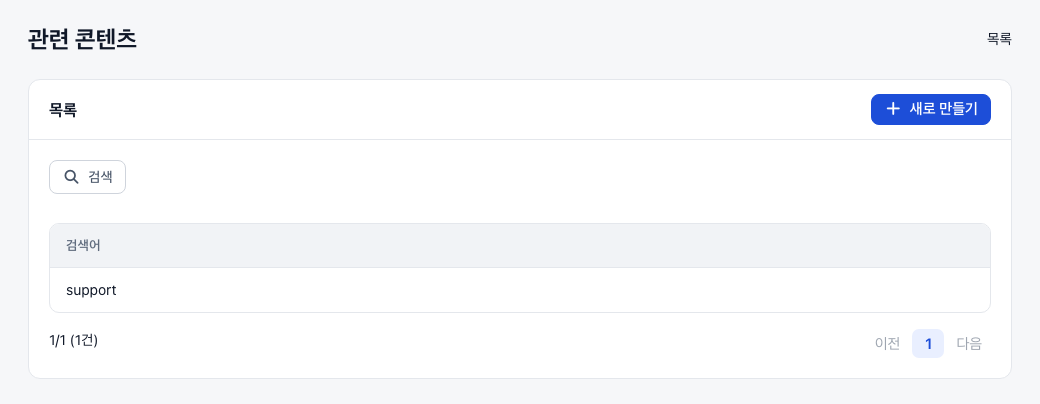 관련 콘텐츠
목록
목록
새로 만들기
검색
검색어
support
1/1 (1건)
이전 1 다음